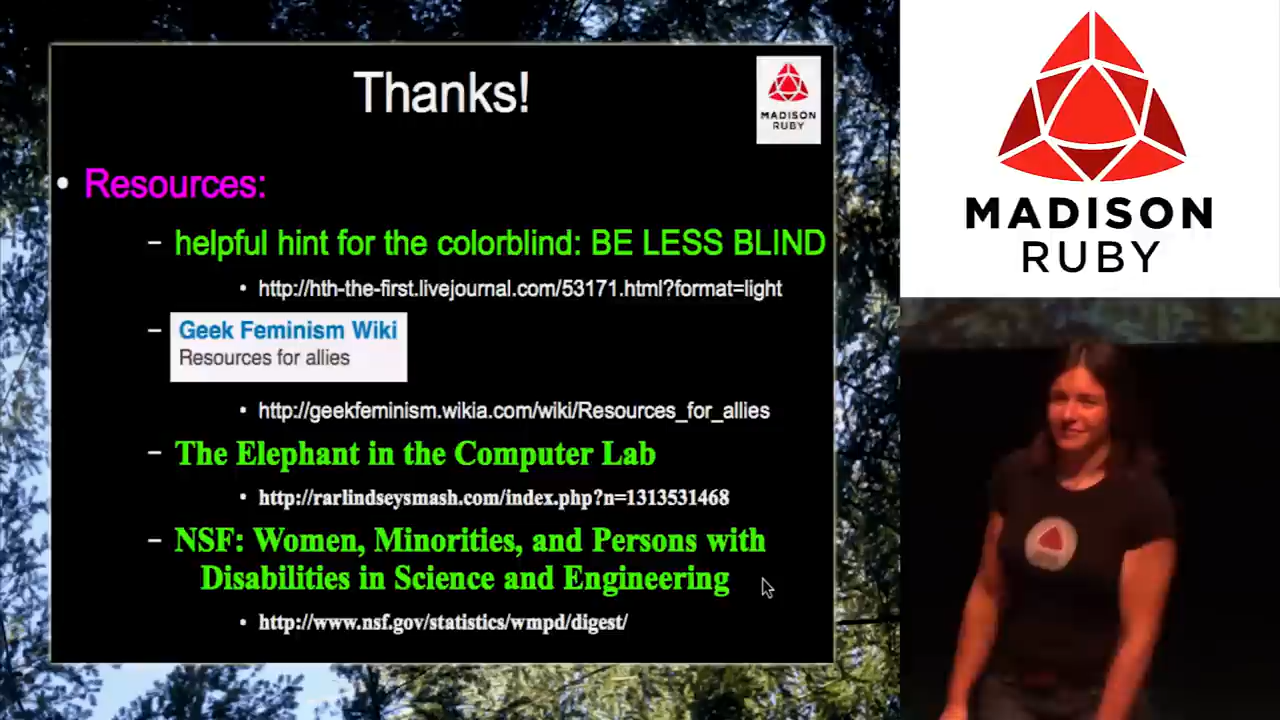 Thanks!
MADISON
RUBY
Resources:
helpful hint for the colorblind: BE LESS BLIND
http://hth-the-first.livejournal.com/53171.html?format=light
Geek Feminism Wiki
Resources for allies
http://geekfeminism.wikia.com/wiki/Resources_for_allies
The Elephant in the Computer Lab
http://rarlindseysmash.com/index.php?n=1313531468
NSF: Women, Minorities, and Persons with
Disabilities in Science and Engineering
http://www.nsf.gov/statistics/wmpd/digest/
MADISON
RUBY